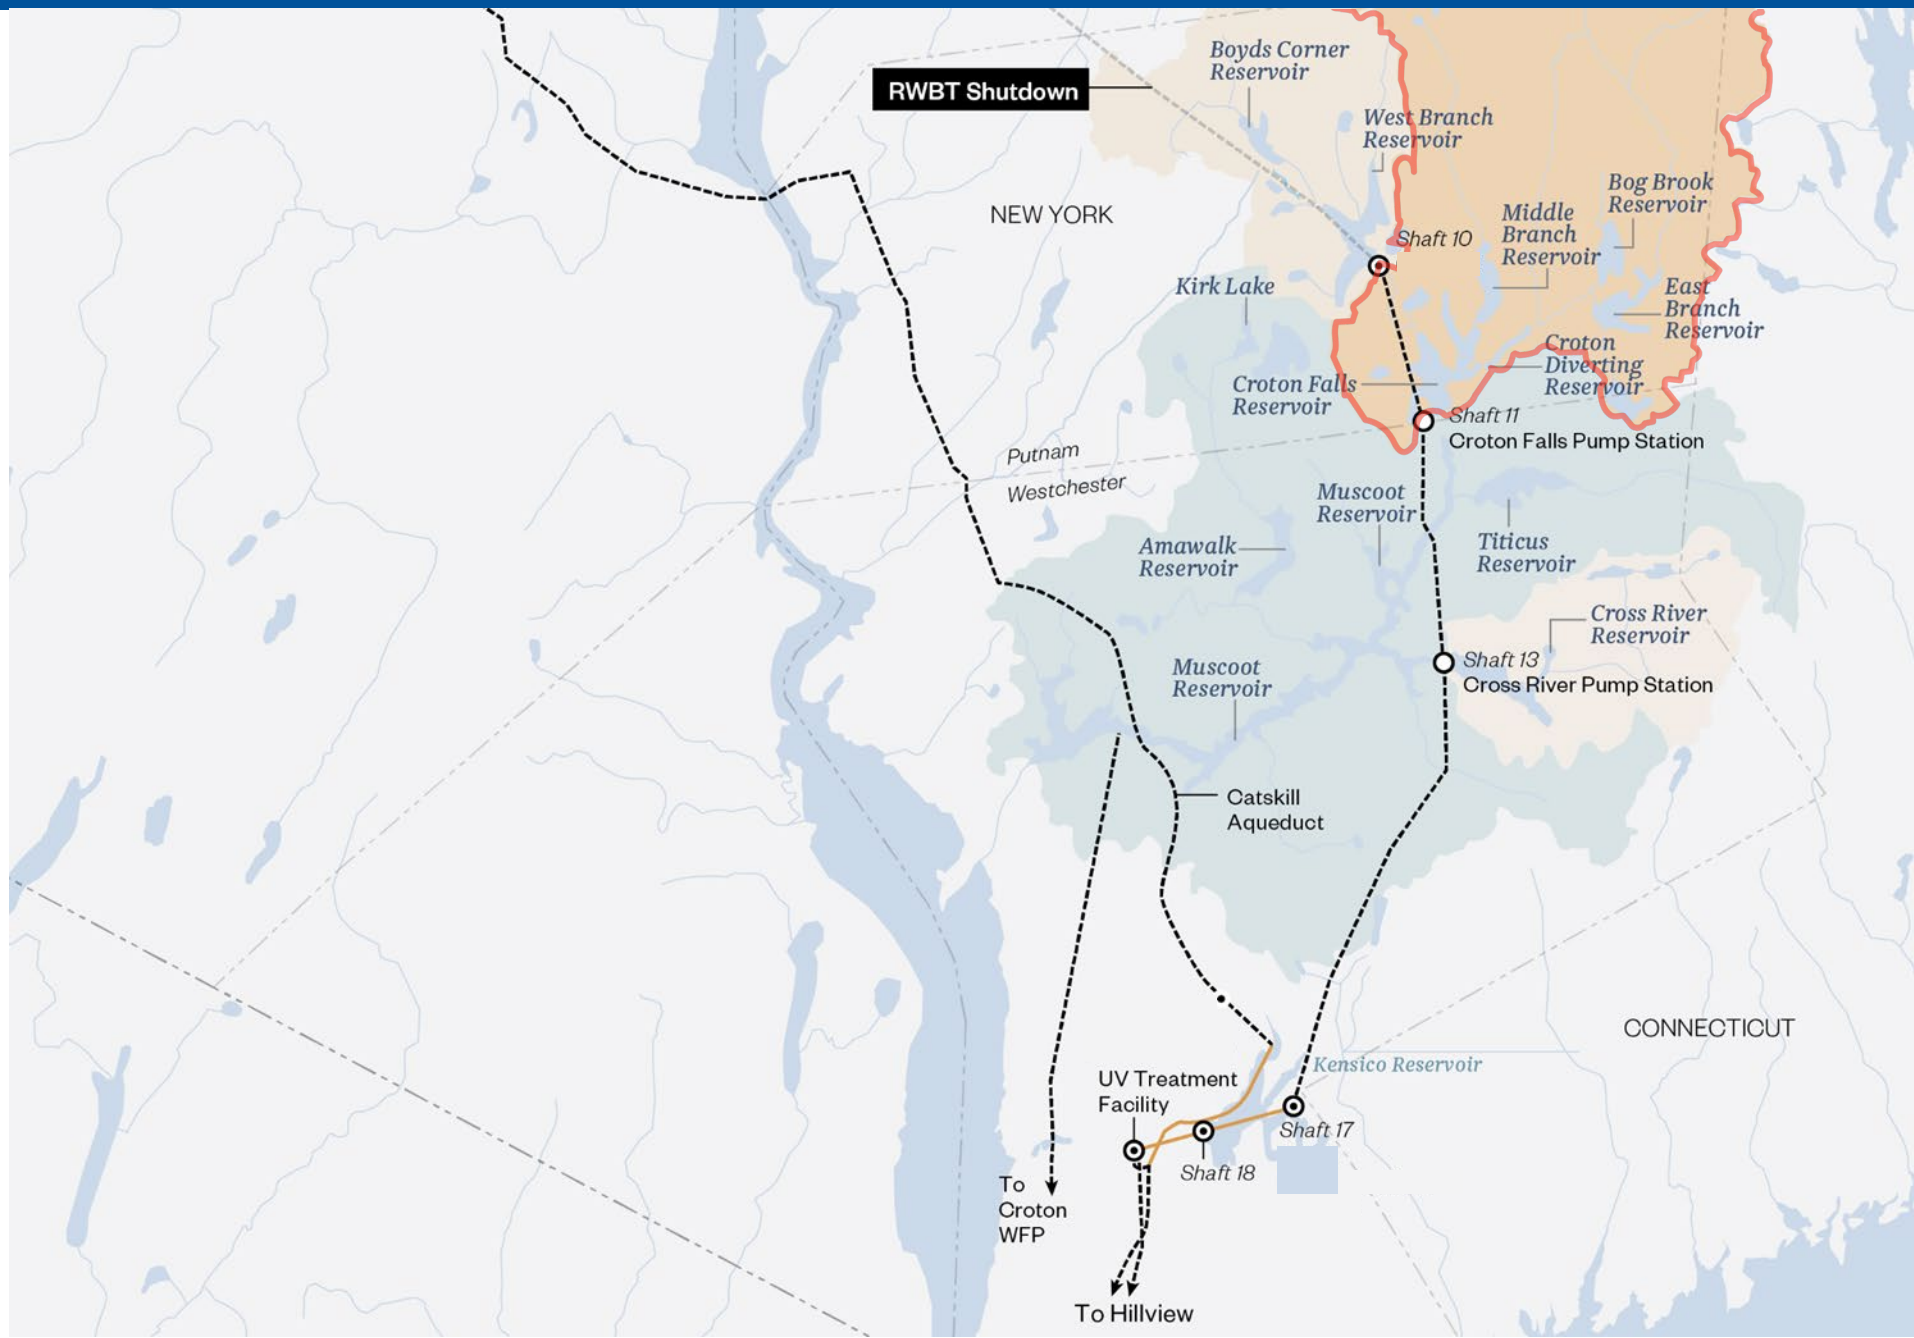 Boyds Corner
Reservoir
RWBT Shutdown
West Branch
Reservoir
Bog Brook
Reservoir
NEW YORK
Middle
Branch
Reservoir
Shaft 10
Kirk Lake
East
Branch
Reservoir
Croton
Diverting
Reservoir
Croton Falls
Reservoir
Shaft 11
Croton Falls Pump Station
Putnam
Westchester
Muscoot
Reservoir
Amawalk
Reservoir
Titicus
Reservoir
Cross River
Reservoir
Shaft 13
Cross River Pump Station
Muscoot
Reservoir
Catskill
Aqueduct
CONNECTICUT
Kensico Reservoir
UV Treatment
Facility
Shaft 17
Shaft 18
To
Croton
WFP
To Hillview